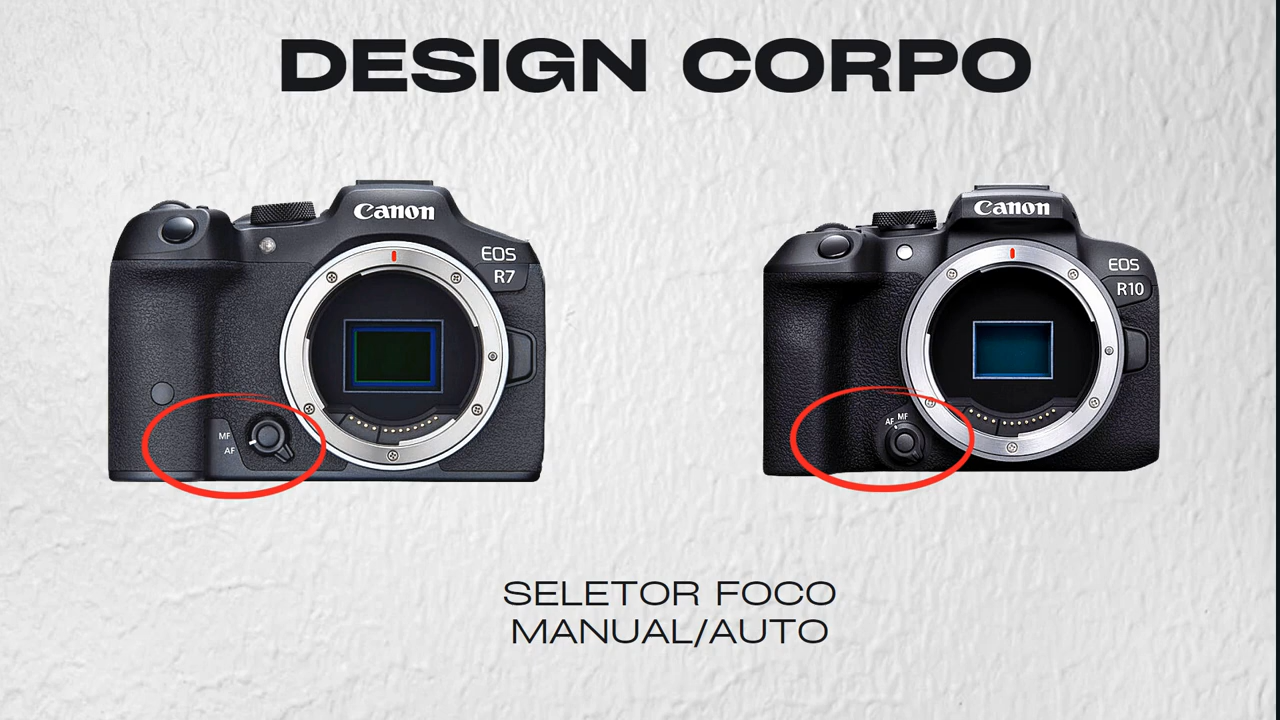 DESIGN CORPO
Canon
EOS
R7
MF
AF
Canon
EOS
R10
MF
AF
SELETOR FOCO
MANUAL/AUTO